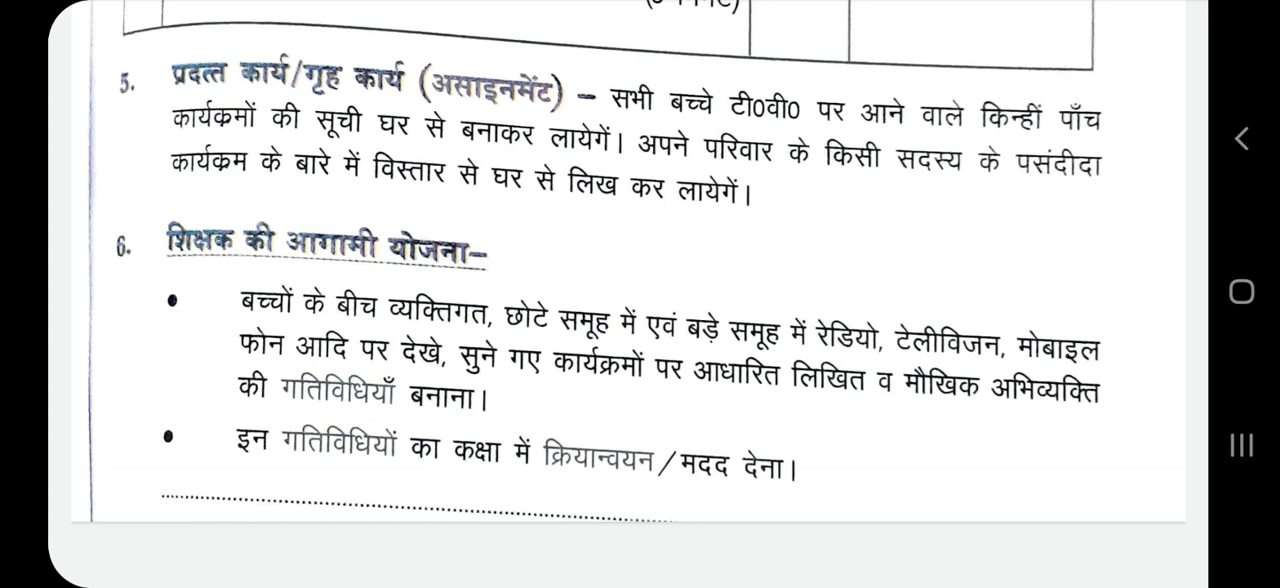 5. प्रदत्त कार्य/गृह कार्य (असाइनमेंट) – सभी बच्चे टी0वी0 पर आने वाले किन्हीं पाँच
कार्यक्रमों की सूची घर से बनाकर लायेगें। अपने परिवार के किसी सदस्य के पसंदीदा
कार्यक्रम के बारे में विस्तार से घर से लिख कर लायेगें।
6. शिक्षक की आगामी योजना–
• बच्चों के बीच व्यक्तिगत, छोटे समूह में एवं बड़े समूह में रेडियो, टेलीविजन, मोबाइल
फोन आदि पर देखे, सुने गए कार्यक्रमों पर आधारित लिखित व मौखिक अभिव्यक्ति
की गतिविधियाँ बनाना।
• इन गतिविधियों का कक्षा में क्रियान्वयन/मदद देना।